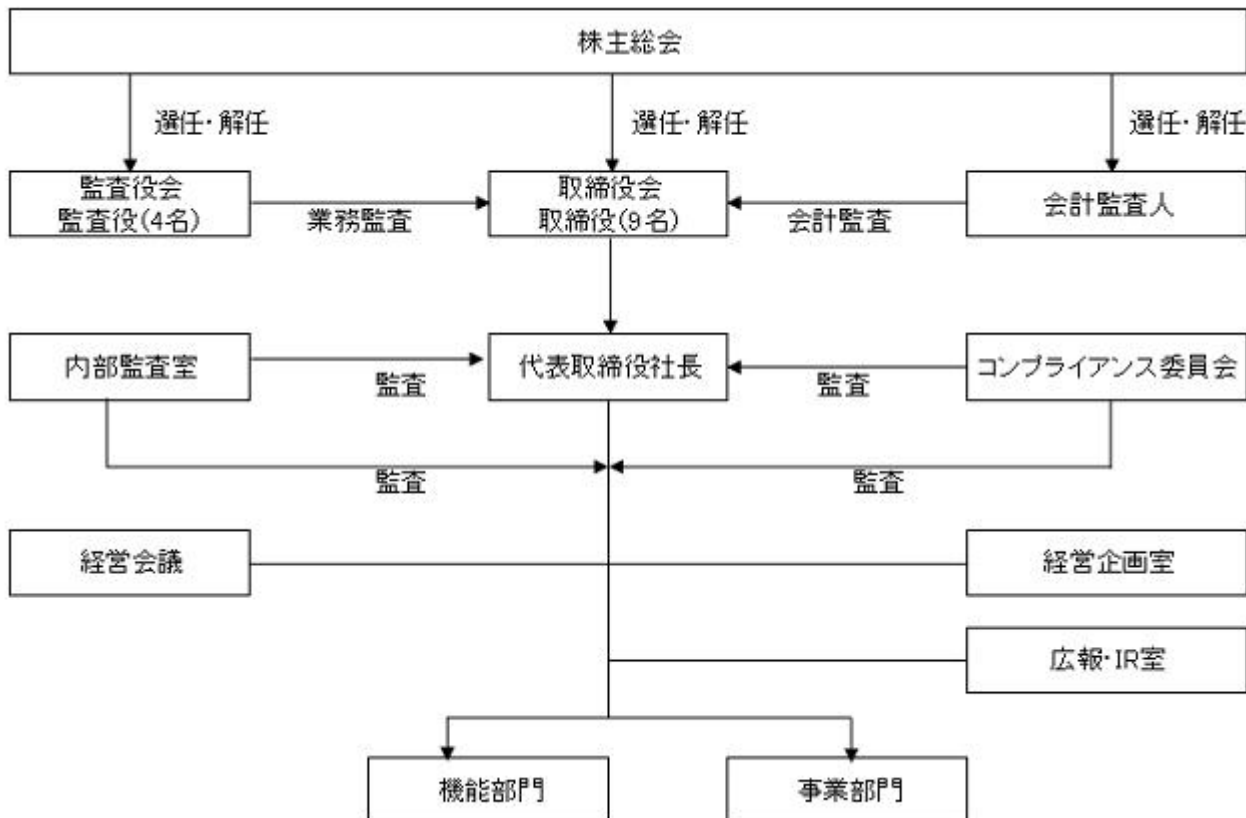 株主総会
選任・解任
選任・解任
選任・解任
監査役会
監査役(4名)
業務監査
取締役会
取締役(9名)
会計監査
会計監査人
内部監査室
監査
代表取締役社長
監査
コンプライアンス委員会
監査
監査
経営会議
経営企画室
広報・IR室
機能部門
事業部門